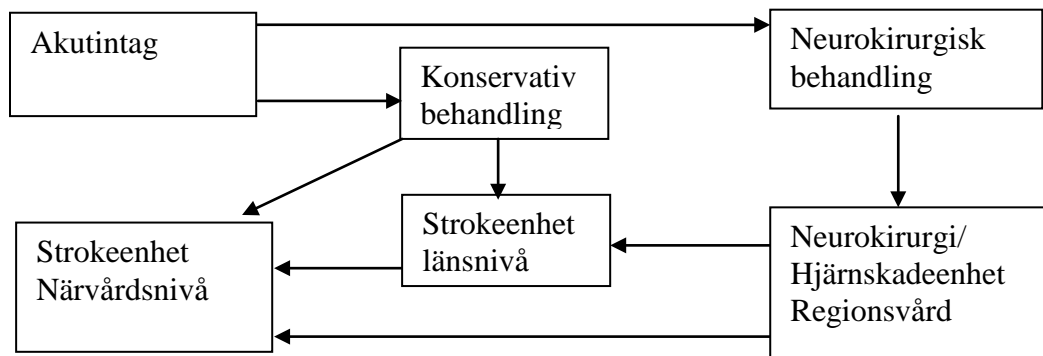 Akutintag
Neurokirurgisk
behandling
Konservativ
behandling
Strokeenhet
länsnivå
Strokeenhet
Närvårdsnivå
Neurokirurgi/
Hjärnskadeenhet
Regionsvård